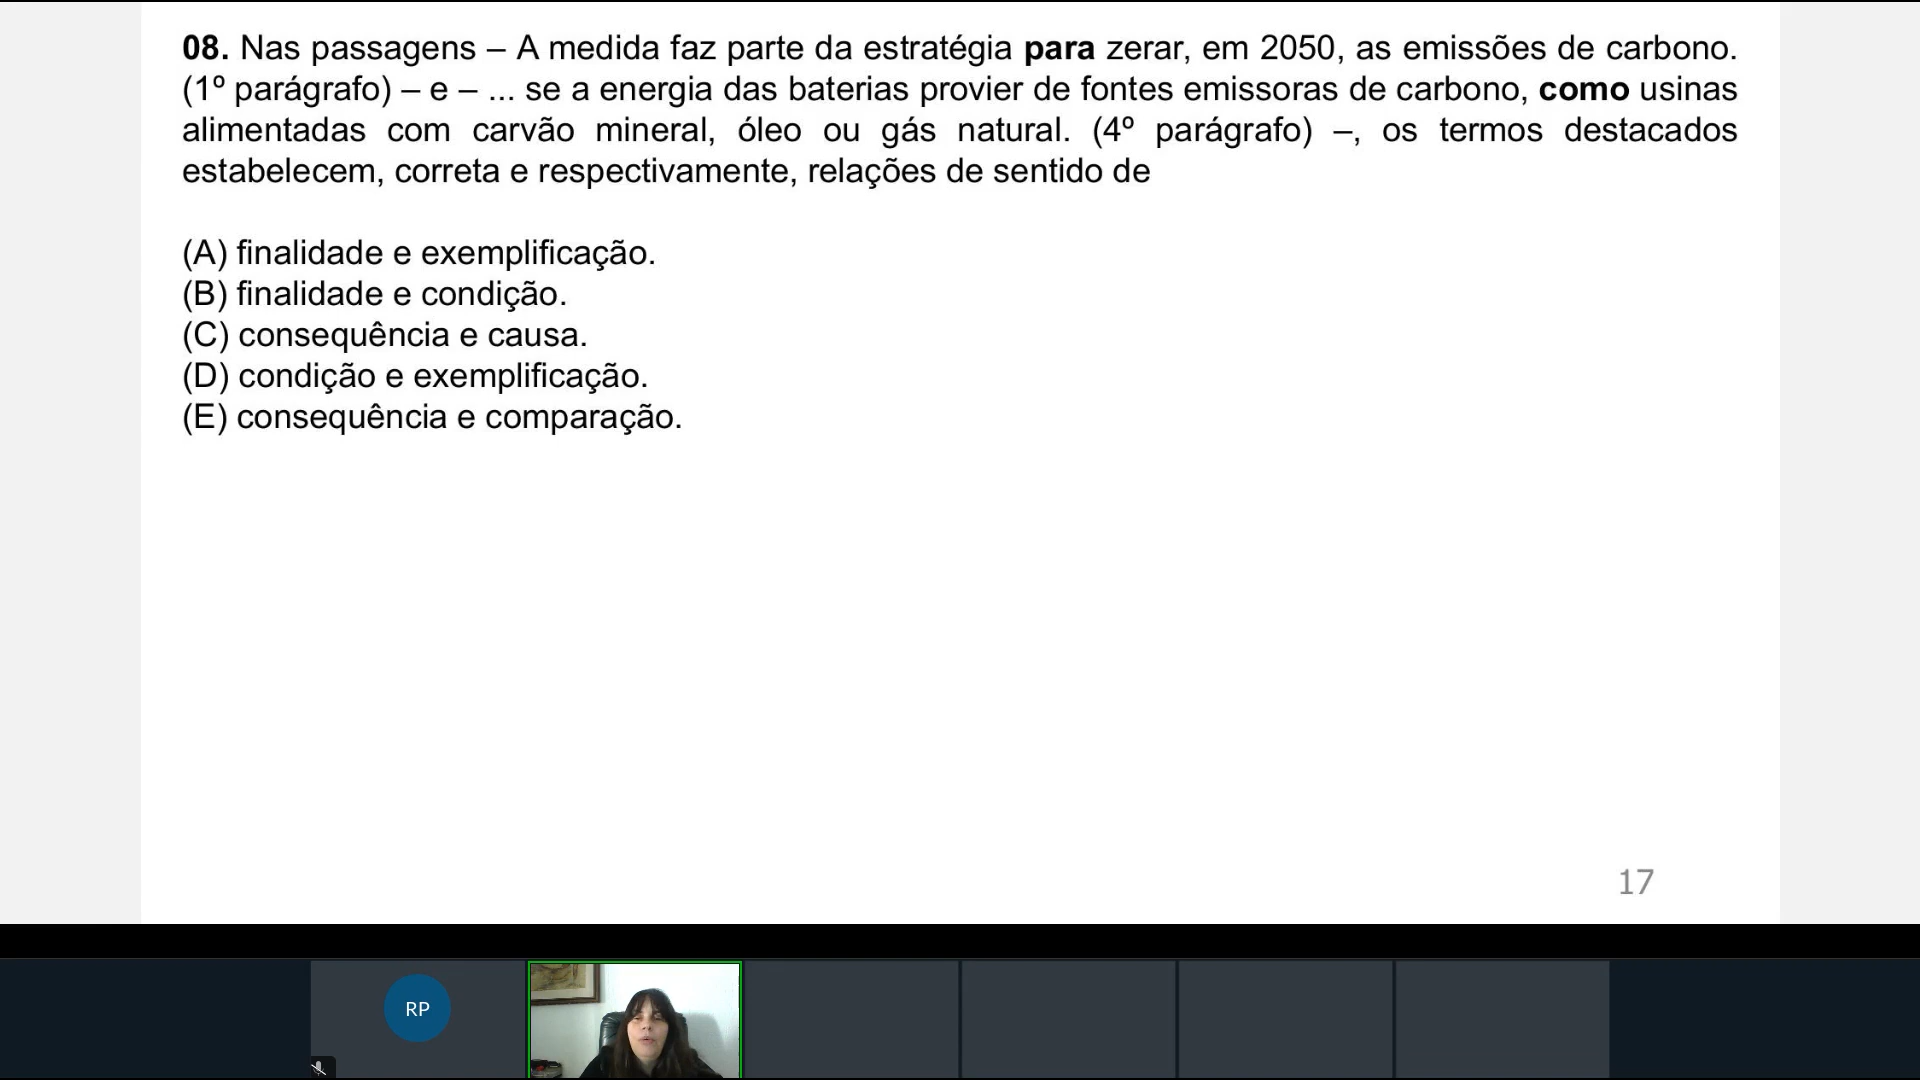 08. Nas passagens – A medida faz parte da estratégia para zerar, em 2050, as emissões de carbono.
(1º parágrafo) – e – ... se a energia das baterias provier de fontes emissoras de carbono, como usinas
alimentadas com carvão mineral, óleo ou gás natural. (4º parágrafo) –, os termos destacados
estabelecem, correta e respectivamente, relações de sentido de
(A) finalidade e exemplificação.
(B) finalidade e condição.
(C) consequência e causa.
(D) condição e exemplificação.
(E) consequência e comparação.
17
RP